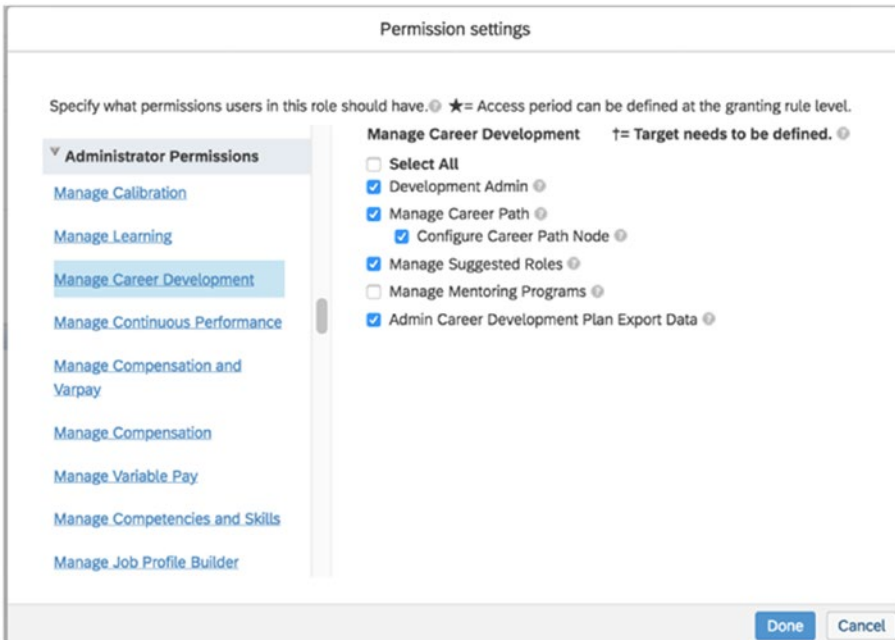 Permission settings
Specify what permissions users in this role should have. ★= Access period can be defined at the granting rule level.
Administrator Permissions
Manage Calibration
Manage Learning
Manage Career Development
Manage Continuous Performance
Manage Compensation and
Varpay
Manage Compensation
Manage Variable Pay
Manage Competencies and Skills
Manage Job Profile Builder
Manage Career Development †= Target needs to be defined.
Select All
Development Admin
Manage Career Path
Configure Career Path Node
Manage Suggested Roles
Manage Mentoring Programs
Admin Career Development Plan Export Data
Done Cancel